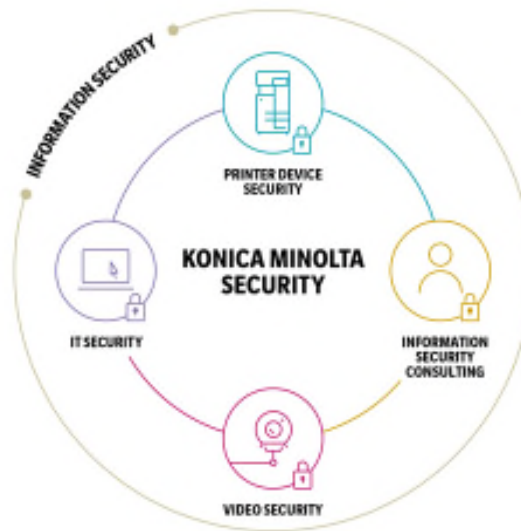 INFORMATION SECURITY
PRINTER DEVICE
SECURITY
KONICA MINOLTA
SECURITY
IT SECURITY
INFORMATION
SECURITY
CONSULTING
VIDEO SECURITY